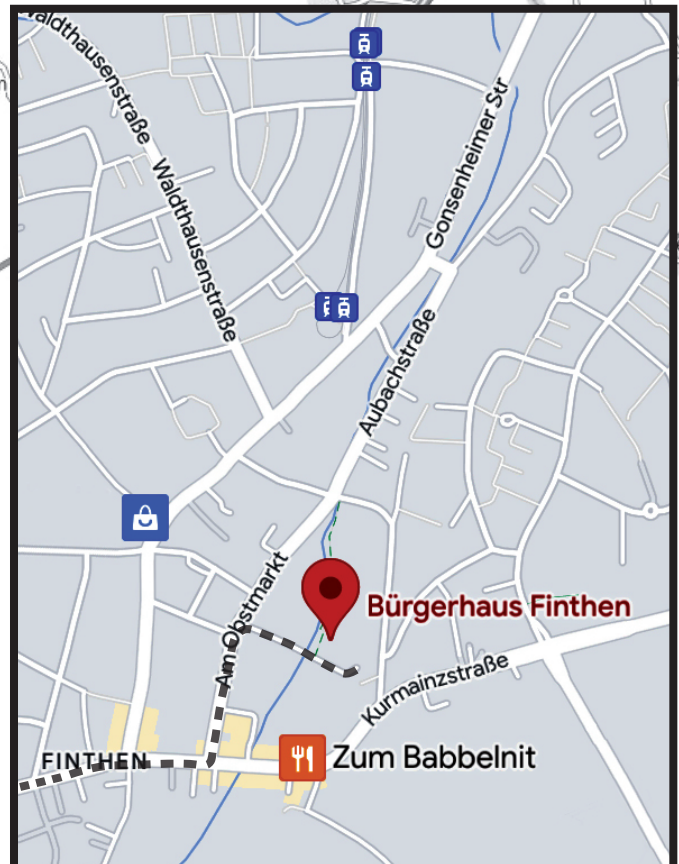 Waldthausenstraße
Gonsenheimer Str
Waldthausenstraße
Aubachstraße
Am Obstmarkt
Bürgerhaus Finthen
Kurmainzstraße
FINTHEN
Zum Babbelnit